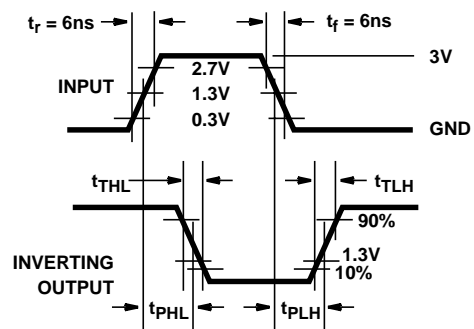 tr = 6ns
tf = 6ns
3V
2.7V
INPUT
1.3V
0.3V
GND
tTHL
tTLH
90%
INVERTING
OUTPUT
1.3V
10%
tPHL
tPLH